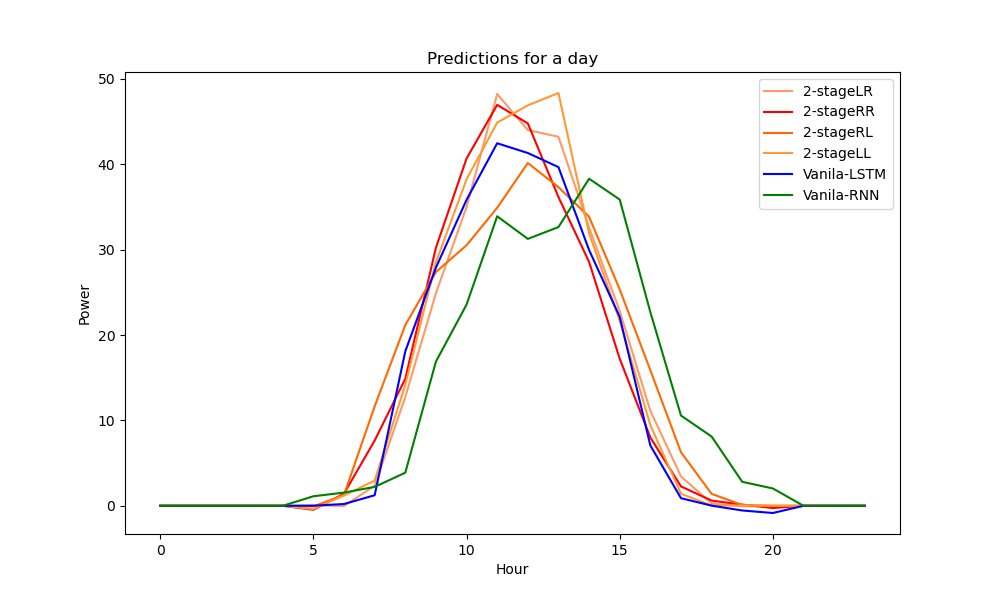 Predictions for a day
50
40
30
20
10
0
Power
0 5 10 15 20
Hour
2-stageLR
2-stageRR
2-stageRL
2-stageLL
Vanila-LSTM
Vanila-RNN